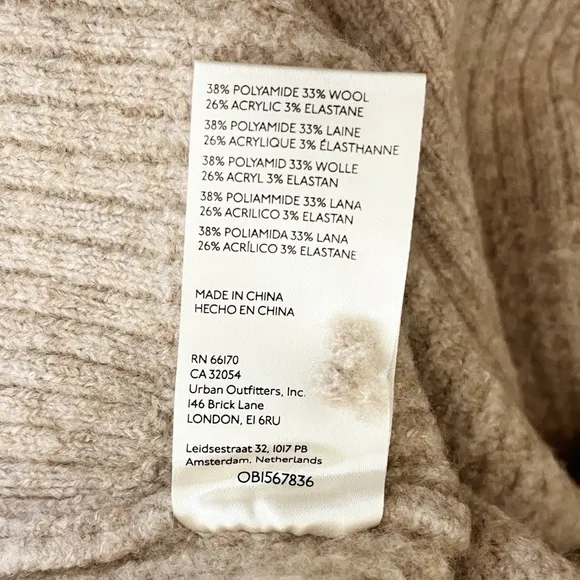 38% POLYAMIDE 33% WOOL
26% ACRYLIC 3% ELASTANE
38% POLYAMIDE 33% LAINE
26% ACRYLIQUE 3% ÉLASTHANNE
38% POLYAMID 33% WOLLE
26% ACRYL 3% ELASTAN
38% POLIAMMIDE 33% LANA
26% ACRILICO 3% ELASTAN
38% POLIAMIDA 33% LANA
26% ACRÍLICO 3% ELASTANE
MADE IN CHINA
HECHO EN CHINA
RN 66170
CA 32054
Urban Outfitters, Inc.
146 Brick Lane
LONDON, E1 6RU
Leidsestraat 32, 1017 PB
Amsterdam, Netherlands
OB1567836